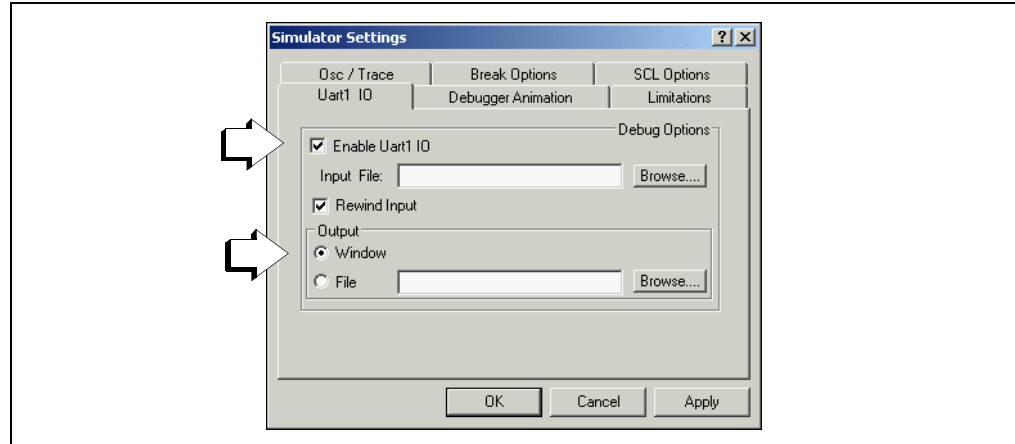 Simulator Settings
Osc / Trace Break Options SCL Options
Uart1 IO Debugger Animation Limitations
Debug Options
Enable Uart1 IO
Input File: Browse....
Rewind Input
Output
Window
File Browse....
OK Cancel Apply